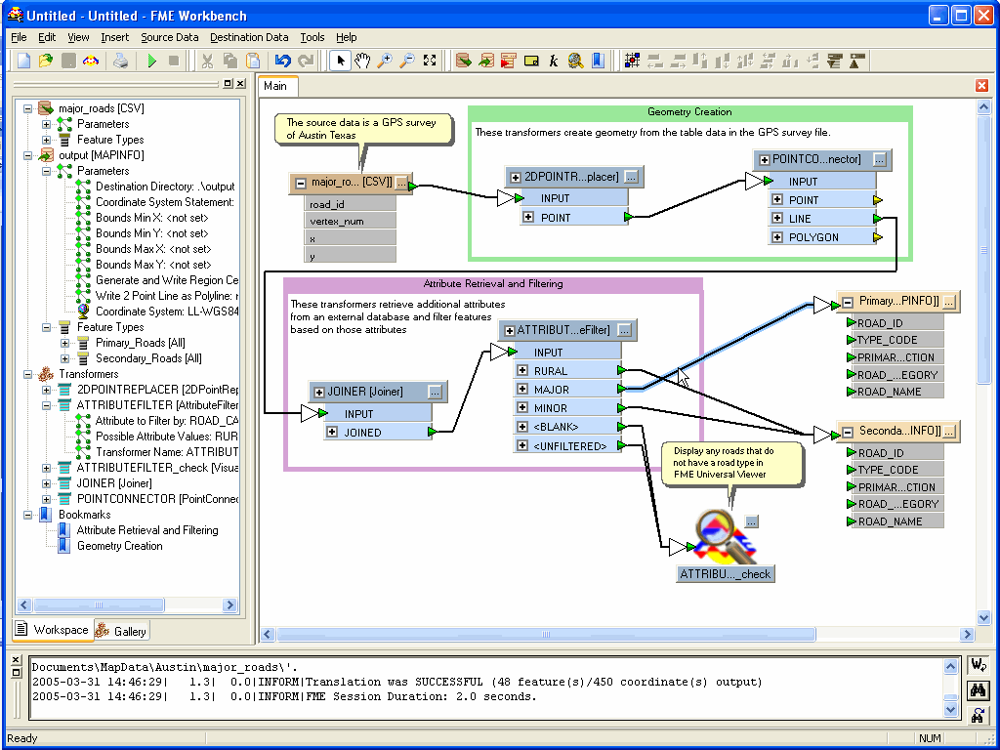 Untitled - Untitled - FME Workbench
File Edit View Insert Source Data Destination Data Tools Help
major_roads [CSV]
Parameters
Feature Types
output [MAPINFO]
Parameters
Destination Directory: .\output
Coordinate System Statement:
Bounds Min X: <not set>
Bounds Min Y: <not set>
Bounds Max X: <not set>
Bounds Max Y: <not set>
Generate and Write Region Ce
Write 2 Point Line as Polyline: r
Coordinate System: LL-WGS84
Feature Types
Primary_Roads [All]
Secondary_Roads [All]
Transformers
2DPOINTREPLACER [2DPointRep
ATTRIBUTEFILTER [AttributeFilter
Attribute to Filter by: ROAD_CA
Possible Attribute Values: RUR
Transformer Name: ATTRIBUT
ATTRIBUTEFILTER_check [Visua
JOINER [Joiner]
POINTCONNECTOR [PointConnec
Bookmarks
Attribute Retrieval and Filtering
Geometry Creation
Workspace
Gallery
Main
The source data is a GPS survey
of Austin Texas
major_ro... [CSV]]
...
road_id
vertex_num
x
y
Geometry Creation
These transformers create geometry from the table data in the GPS survey file.
2DPOINTR...placer]
...
INPUT
POINT
POINTCO...nector]
...
INPUT
POINT
LINE
POLYGON
Attribute Retrieval and Filtering
These transformers retrieve additional attributes
from an external database and filter features
based on those attributes
JOINER [Joiner]
...
INPUT
JOINED
ATTRIBUT...eFilter]
...
INPUT
RURAL
MAJOR
MINOR
<BLANK>
<UNFILTERED>
Primary...PINFO]]
...
ROAD_ID
TYPE_CODE
PRIMAR...CTION
ROAD_...EGORY
ROAD_NAME
Seconda...INFO]]
...
ROAD_ID
TYPE_CODE
PRIMAR...CTION
ROAD_...EGORY
ROAD_NAME
Display any roads that do
not have a road type in
FME Universal Viewer
...
ATTRIBU..._check
Documents\MapData\Austin\major_roads\'.
2005-03-31 14:46:29|   1.3|  0.0|INFORM|Translation was SUCCESSFUL (48 feature(s)/450 coordinate(s) output)
2005-03-31 14:46:29|   1.3|  0.0|INFORM|FME Session Duration: 2.0 seconds.
Ready
NUM